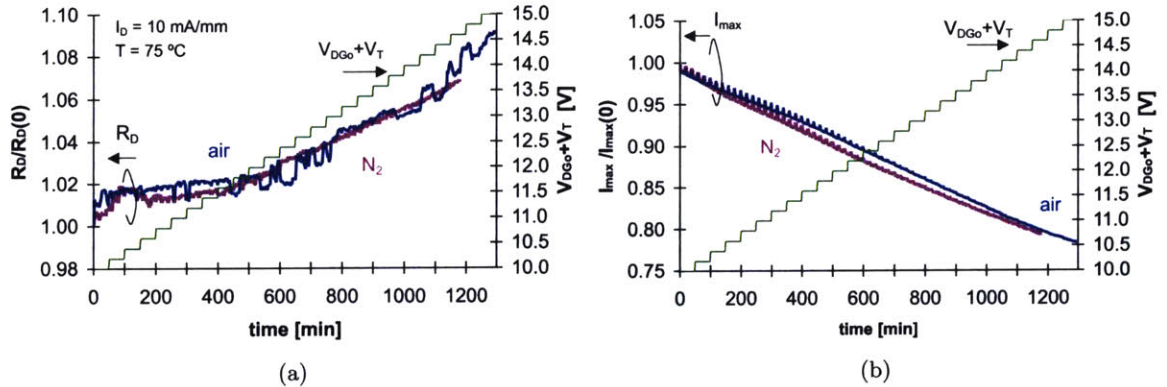 1.10
1.08
1.06
1.04
1.02
1.00
0.98
R_D/R_D(0)
I_D = 10 mA/mm
T = 75 ºC
V_DGo+V_T
R_D
air
N_2
15.0
14.5
14.0
13.5
13.0
12.5
12.0
11.5
11.0
10.5
10.0
V_DGo+V_T [V]
0 200 400 600 800 1000 1200
time [min]
(a)
1.05
1.00
0.95
0.90
0.85
0.80
0.75
I_max /I_max(0)
I_max
V_DGo+V_T
N_2
air
15.0
14.5
14.0
13.5
13.0
12.5
12.0
11.5
11.0
10.5
10.0
V_DGo+V_T [V]
0 200 400 600 800 1000 1200
time [min]
(b)